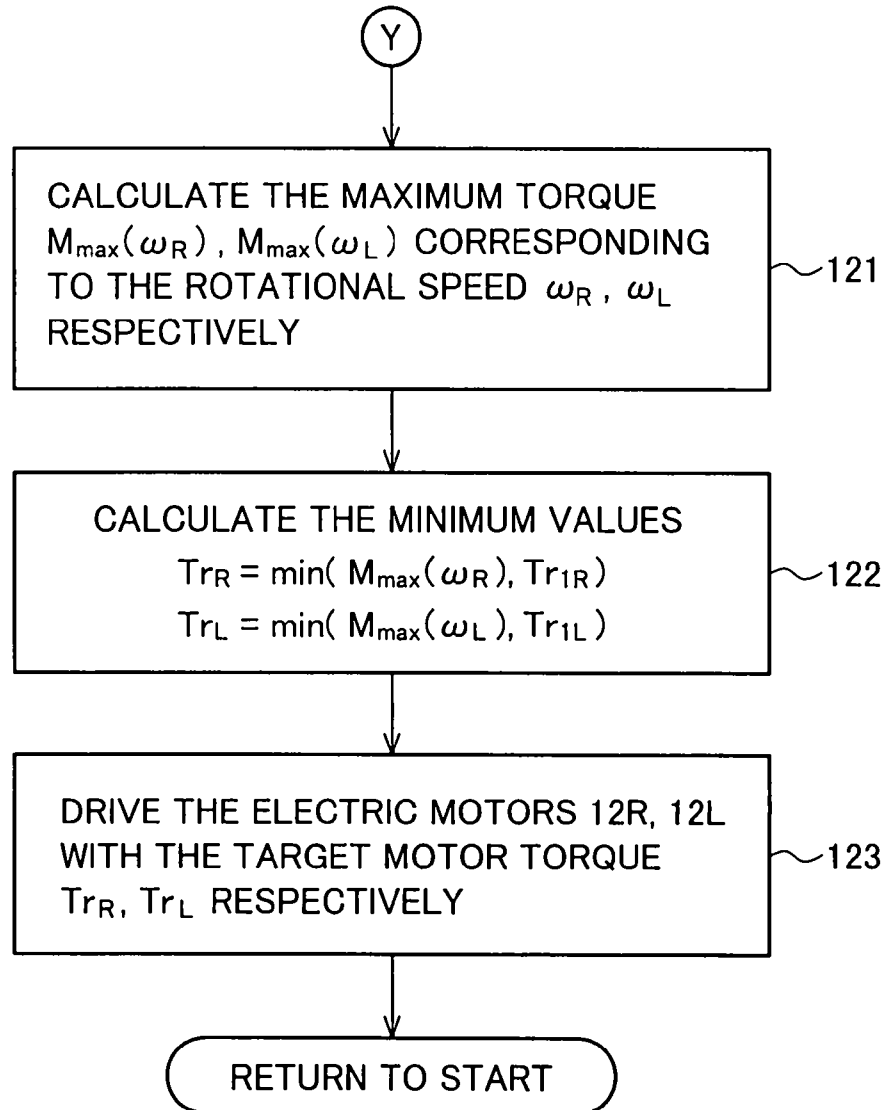 Y
CALCULATE THE MAXIMUM TORQUE
Mmax(ωR), Mmax(ωL) CORRESPONDING
TO THE ROTATIONAL SPEED ωR, ωL
RESPECTIVELY
121
CALCULATE THE MINIMUM VALUES
TrR = min( Mmax(ωR), Tr1R)
TrL = min( Mmax(ωL), Tr1L)
122
DRIVE THE ELECTRIC MOTORS 12R, 12L
WITH THE TARGET MOTOR TORQUE
TrR, TrL RESPECTIVELY
123
RETURN TO START